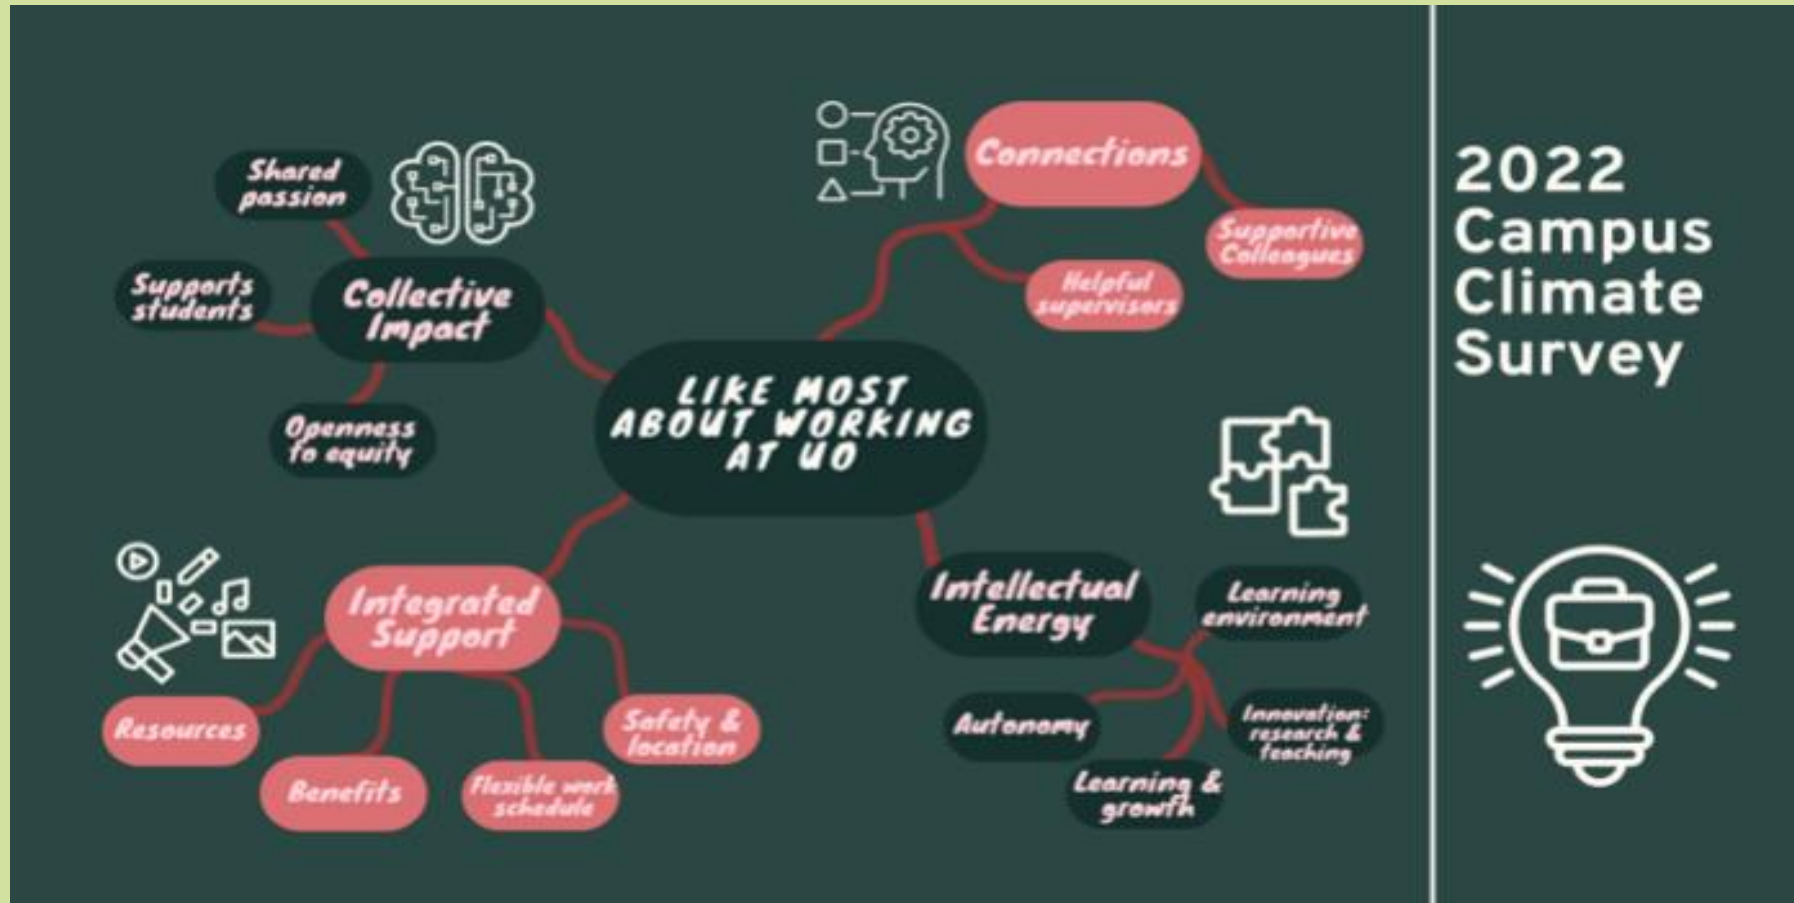 Shared
passion
Supports
students
Collective
Impact
Openness
to equity
Connections
Supportive
Colleagues
Helpful
supervisors
LIKE MOST
ABOUT WORKING
AT UO
Integrated
Support
Resources
Benefits
Flexible work
schedule
Safety &
location
Intellectual
Energy
Learning
environment
Autonomy
Innovation:
research &
teaching
Learning &
growth
2022
Campus
Climate
Survey